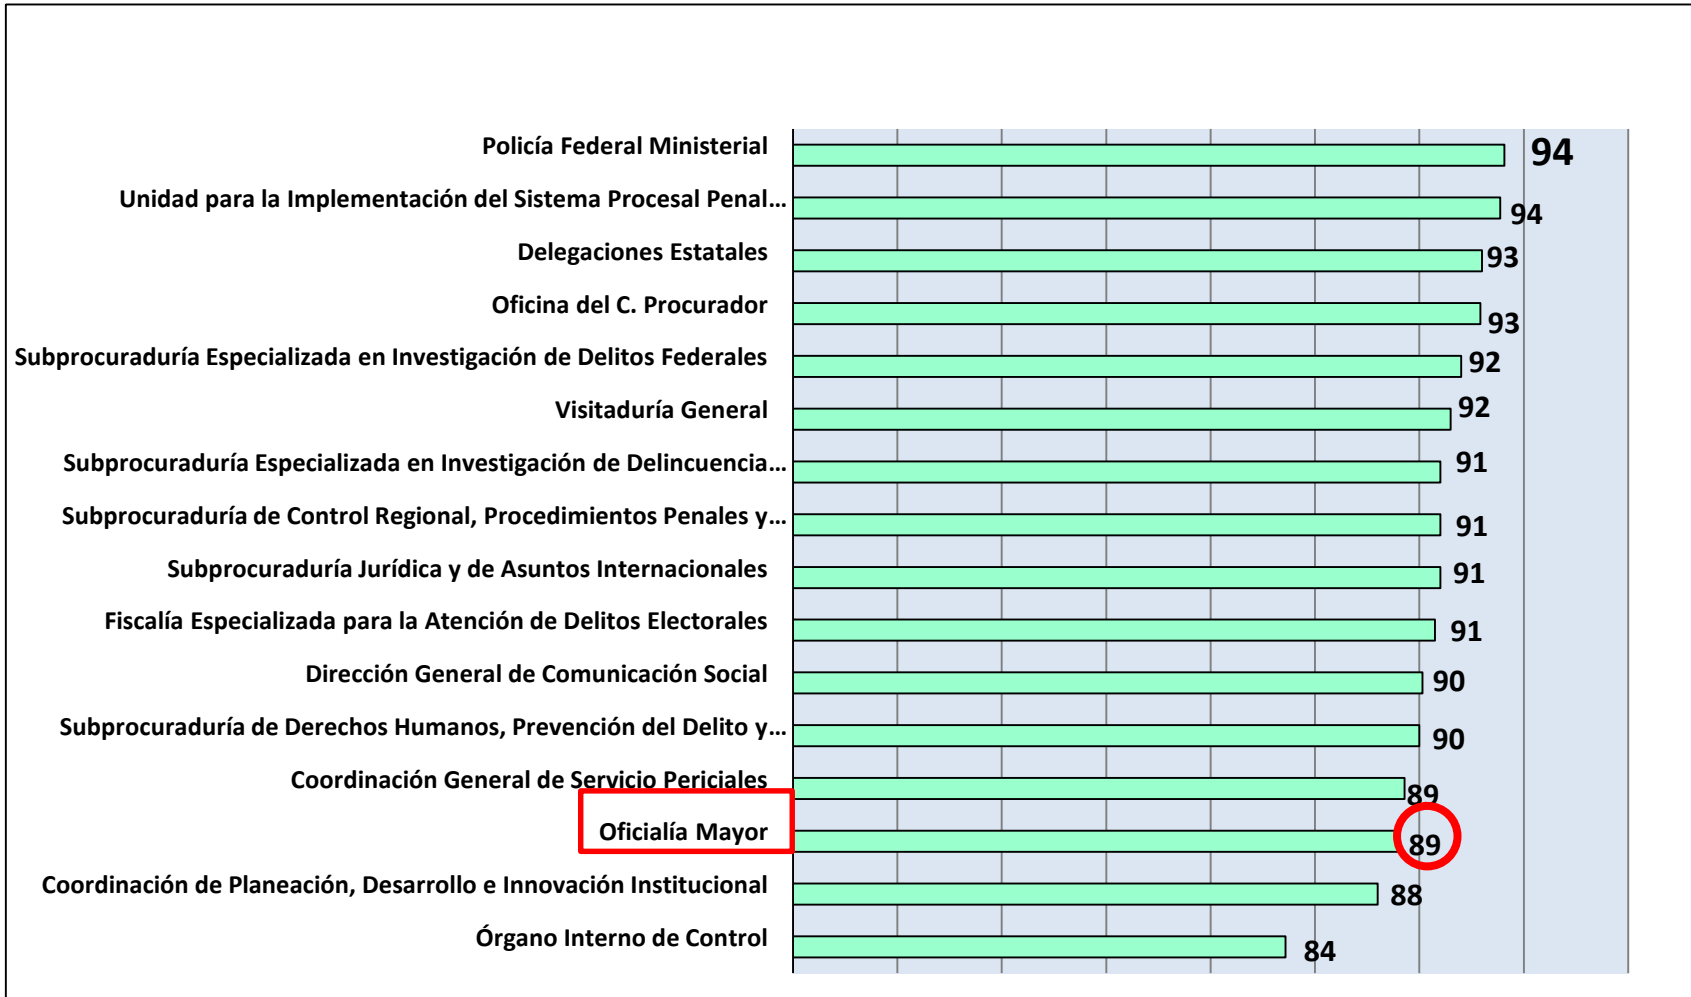 Policía Federal Ministerial 94
Unidad para la Implementación del Sistema Procesal Penal... 94
Delegaciones Estatales 93
Oficina del C. Procurador 93
Subprocuraduría Especializada en Investigación de Delitos Federales 92
Visitaduría General 92
Subprocuraduría Especializada en Investigación de Delincuencia... 91
Subprocuraduría de Control Regional, Procedimientos Penales y... 91
Subprocuraduría Jurídica y de Asuntos Internacionales 91
Fiscalía Especializada para la Atención de Delitos Electorales 91
Dirección General de Comunicación Social 90
Subprocuraduría de Derechos Humanos, Prevención del Delito y... 90
Coordinación General de Servicio Periciales 89
Oficialía Mayor 89
Coordinación de Planeación, Desarrollo e Innovación Institucional 88
Órgano Interno de Control 84